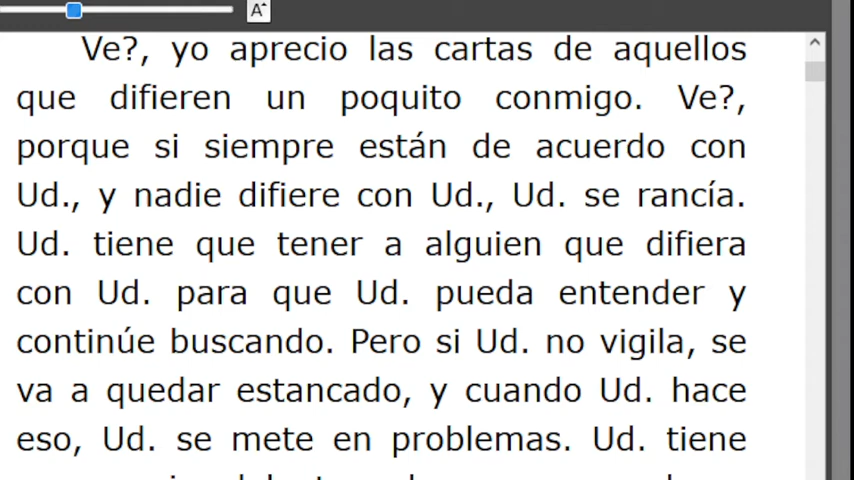 A
Ve?, yo aprecio las cartas de aquellos
que difieren un poquito conmigo. Ve?,
porque si siempre están de acuerdo con
Ud., y nadie difiere con Ud., Ud. se rancía.
Ud. tiene que tener a alguien que difiera
con Ud. para que Ud. pueda entender y
continúe buscando. Pero si Ud. no vigila, se
va a quedar estancado, y cuando Ud. hace
eso, Ud. se mete en problemas. Ud. tiene